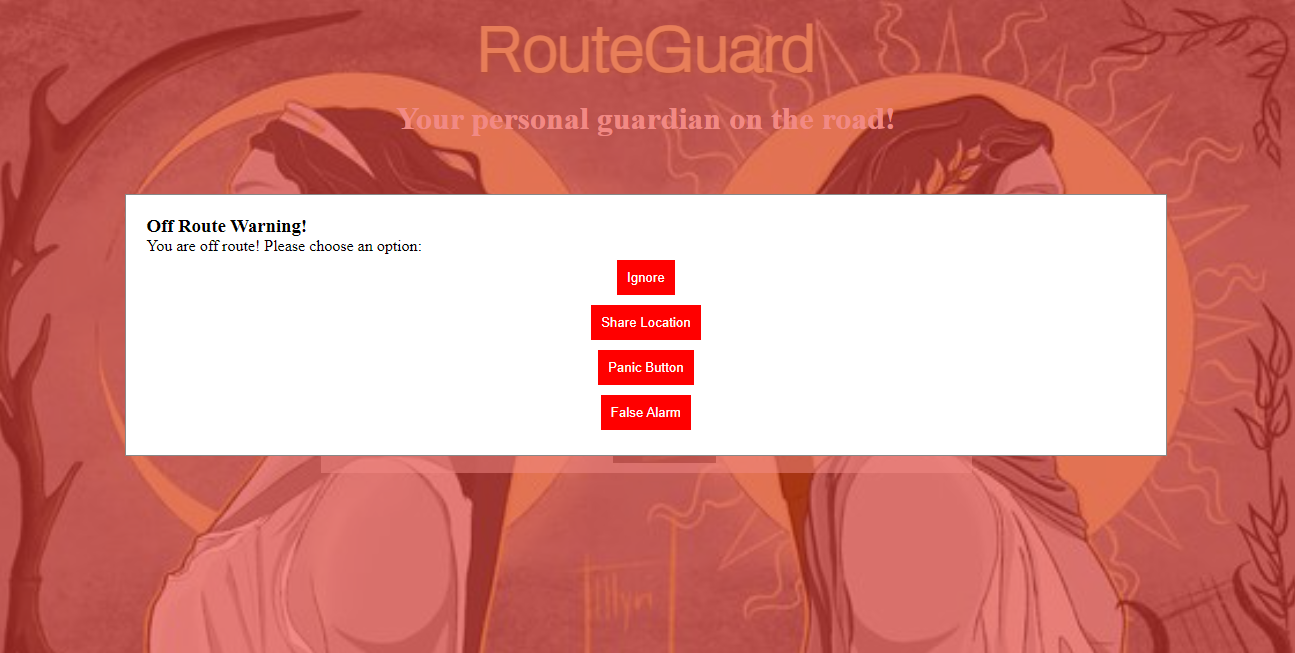 RouteGuard
Your personal guardian on the road!
Off Route Warning!
You are off route! Please choose an option:
Ignore
Share Location
Panic Button
False Alarm